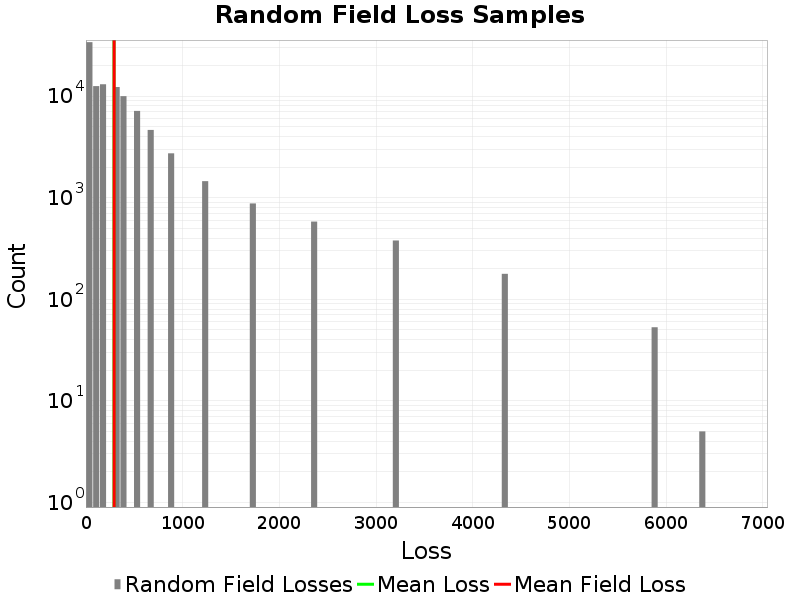 Random Field Loss Samples
Count
10^4
10^3
10^2
10^1
10^0
0 1000 2000 3000 4000 5000 6000 7000
Loss
Random Field Losses Mean Loss Mean Field Loss